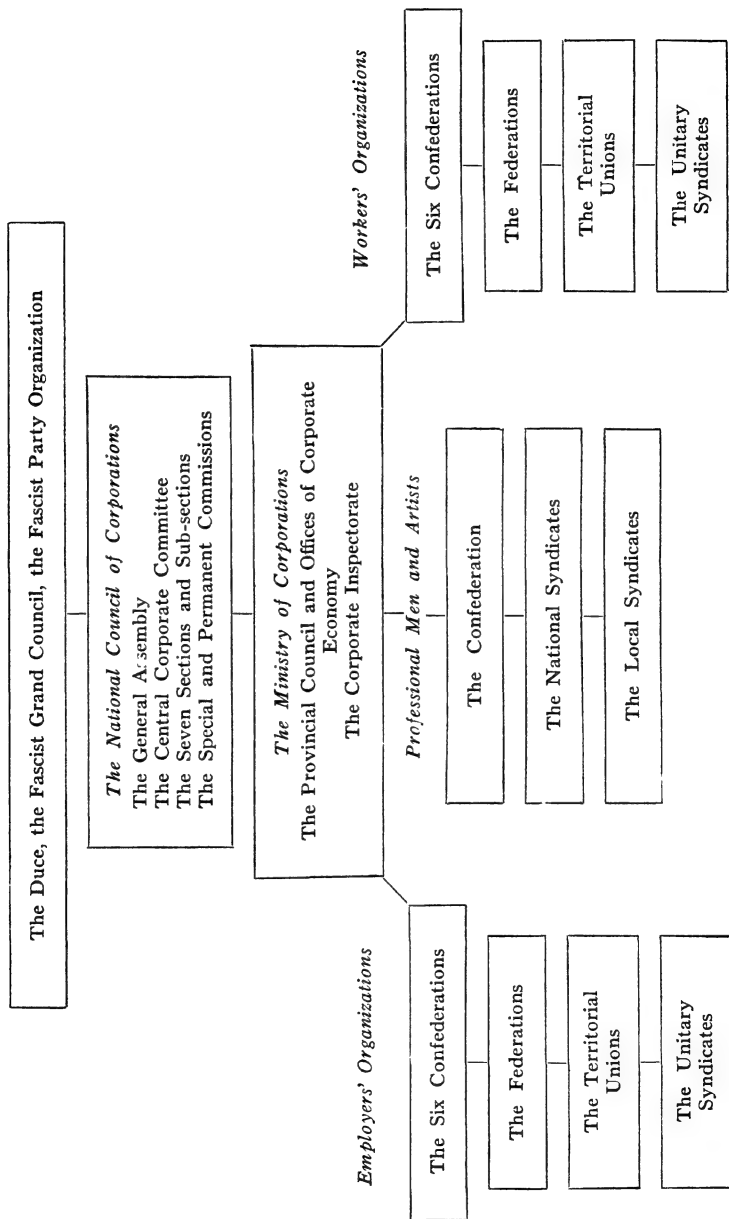 The Duce, the Fascist Grand Council, the Fascist Party Organization
The National Council of Corporations
The General Assembly
The Central Corporate Committee
The Seven Sections and Sub-sections
The Special and Permanent Commissions
The Ministry of Corporations
The Provincial Council and Offices of Corporate
Economy
The Corporate Inspectorate
Employers' Organizations
The Six Confederations
The Federations
The Territorial
Unions
The Unitary
Syndicates
Professional Men and Artists
The Confederation
The National Syndicates
The Local Syndicates
Workers' Organizations
The Six Confederations
The Federations
The Territorial
Unions
The Unitary
Syndicates